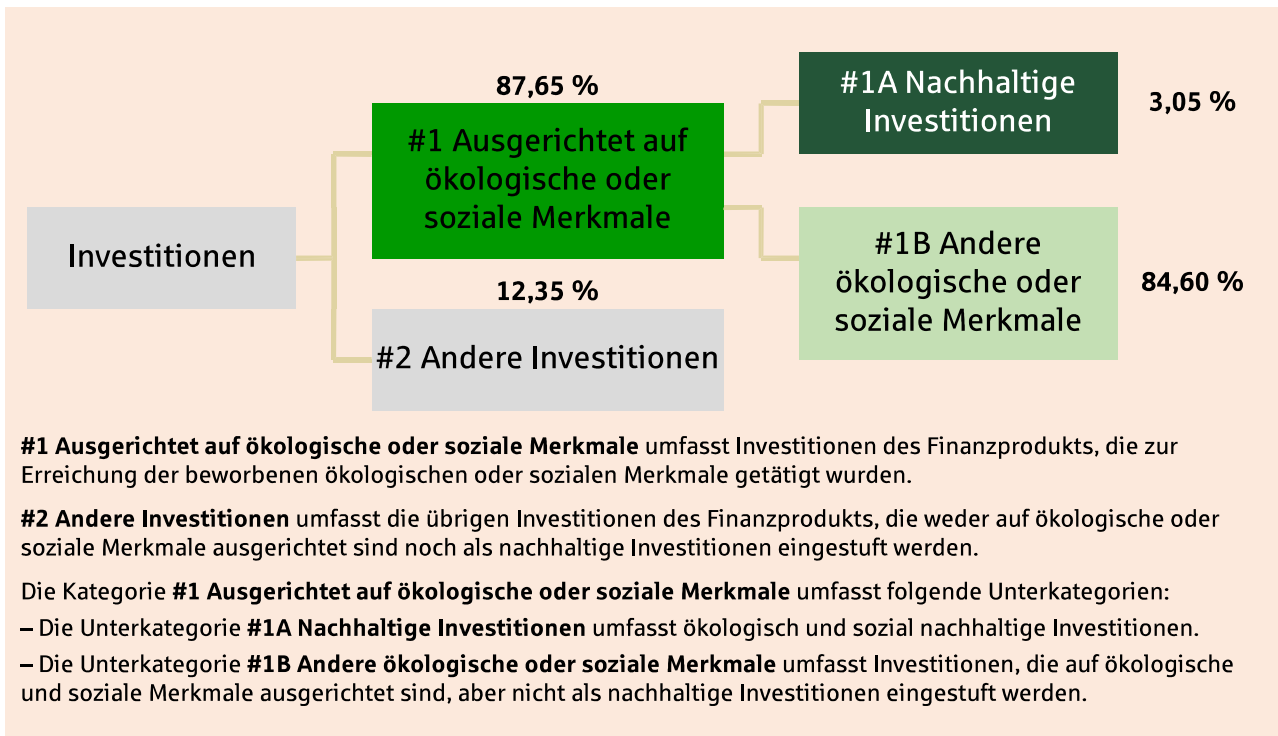 87,65 %
#1 Ausgerichtet auf
ökologische oder
soziale Merkmale
#1A Nachhaltige
Investitionen
3,05 %
Investitionen
12,35 %
#2 Andere Investitionen
#1B Andere
ökologische oder
soziale Merkmale
84,60 %
#1 Ausgerichtet auf ökologische oder soziale Merkmale umfasst Investitionen des Finanzprodukts, die zur
Erreichung der beworbenen ökologischen oder sozialen Merkmale getätigt wurden.
#2 Andere Investitionen umfasst die übrigen Investitionen des Finanzprodukts, die weder auf ökologische oder
soziale Merkmale ausgerichtet sind noch als nachhaltige Investitionen eingestuft werden.
Die Kategorie #1 Ausgerichtet auf ökologische oder soziale Merkmale umfasst folgende Unterkategorien:
– Die Unterkategorie #1A Nachhaltige Investitionen umfasst ökologisch und sozial nachhaltige Investitionen.
– Die Unterkategorie #1B Andere ökologische oder soziale Merkmale umfasst Investitionen, die auf ökologische
und soziale Merkmale ausgerichtet sind, aber nicht als nachhaltige Investitionen eingestuft werden.